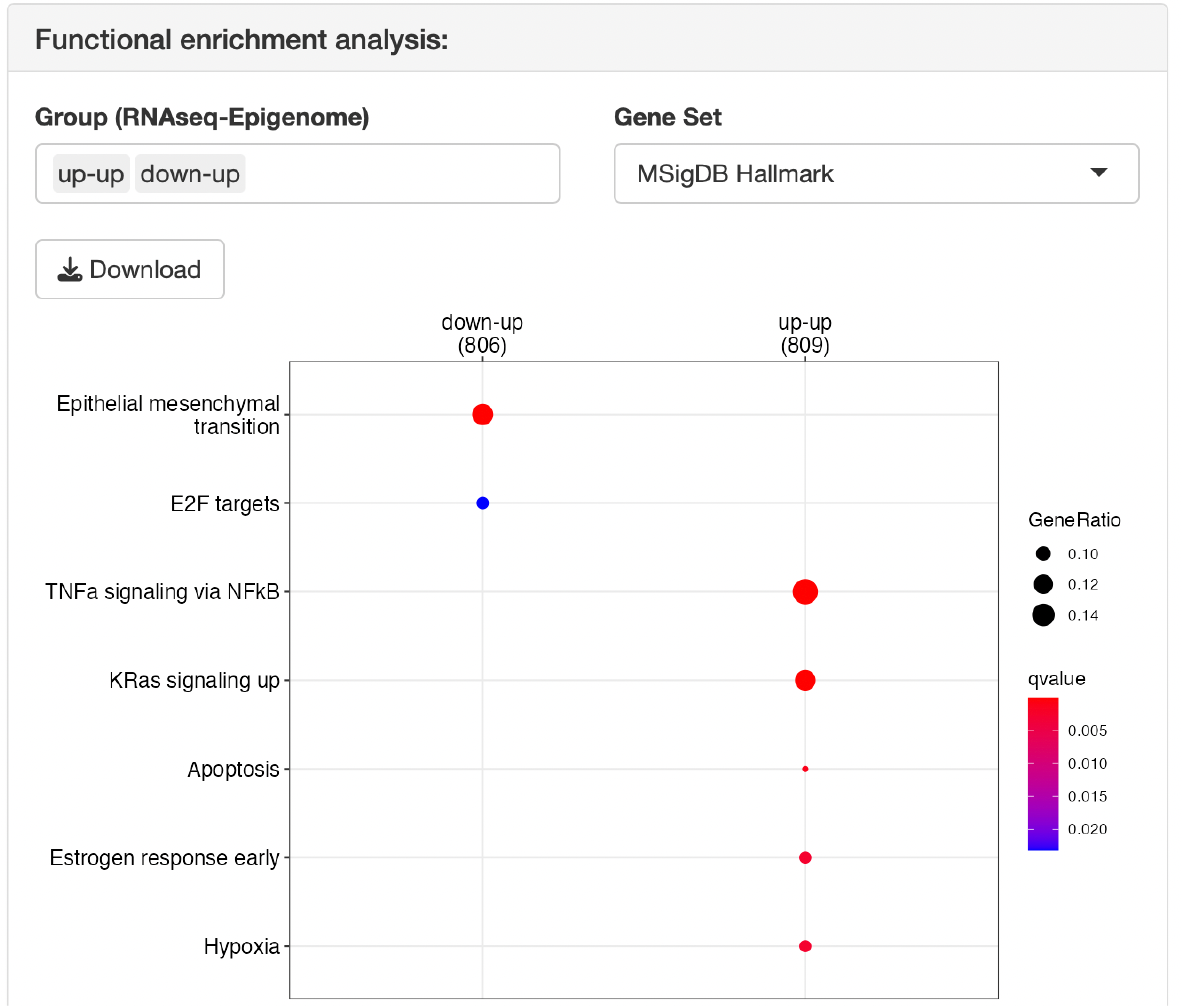 Functional enrichment analysis:
Group (RNAseq-Epigenome)
Gene Set
up-up down-up
MSigDB Hallmark
Download
down-up
(806)
up-up
(809)
Epithelial mesenchymal
transition
E2F targets
TNFa signaling via NFkB
KRas signaling up
Apoptosis
Estrogen response early
Hypoxia
GeneRatio
0.10
0.12
0.14
qvalue
0.005
0.010
0.015
0.020